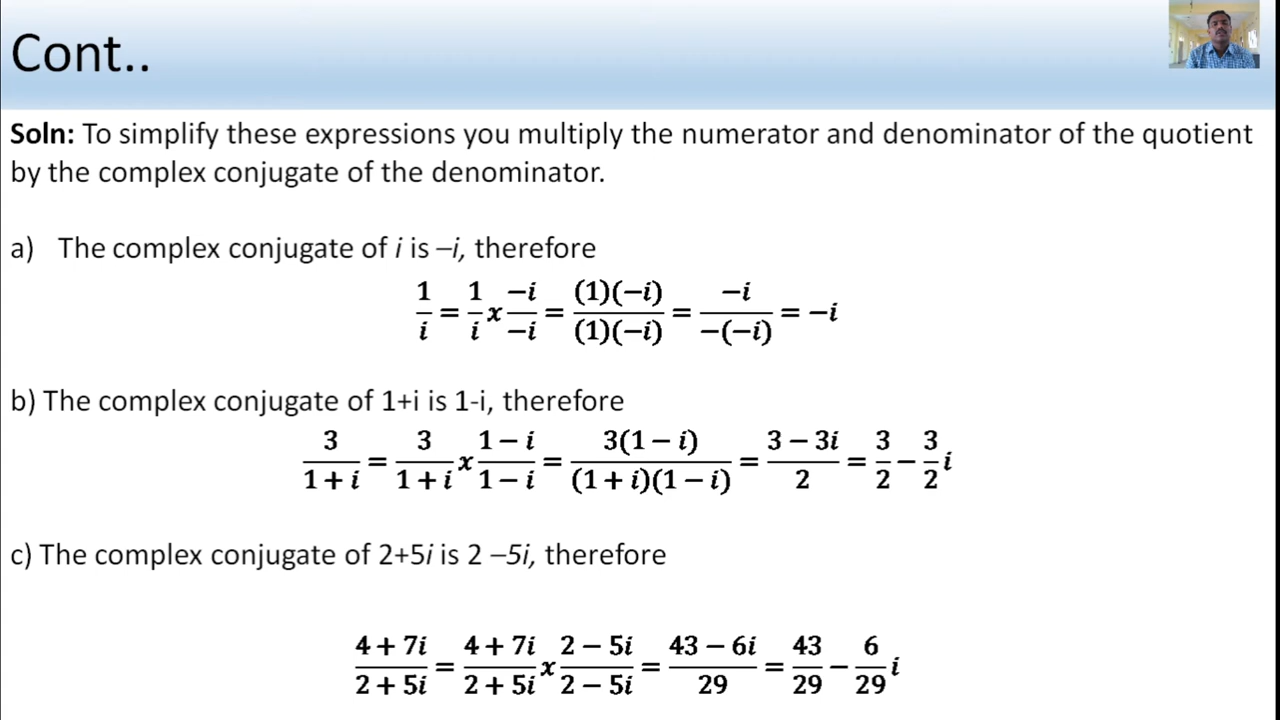 Cont..
Soln: To simplify these expressions you multiply the numerator and denominator of the quotient
by the complex conjugate of the denominator.
a) The complex conjugate of i is –i, therefore
1/i = 1/i x −i/−i = (1)(−i)/(1)(−i) = −i/−(−i) = −i
b) The complex conjugate of 1+i is 1-i, therefore
3/1 + i = 3/1 + i x 1 − i/1 − i = 3(1 − i)/(1 + i)(1 − i) = 3 − 3i/2 = 3/2 − 3/2 i
c) The complex conjugate of 2+5i is 2 –5i, therefore
4 + 7i/2 + 5i = 4 + 7i/2 + 5i x 2 − 5i/2 − 5i = 43 − 6i/29 = 43/29 − 6/29 i